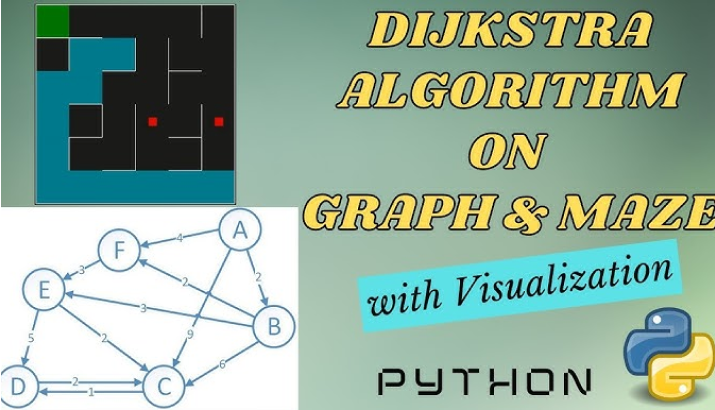 DIJKSTRA
ALGORITHM
ON
GRAPH & MAZE
with Visualization
PYTHON
A
4
F
2
3
2
E
3
B
5
2
9
6
D
2
1
C